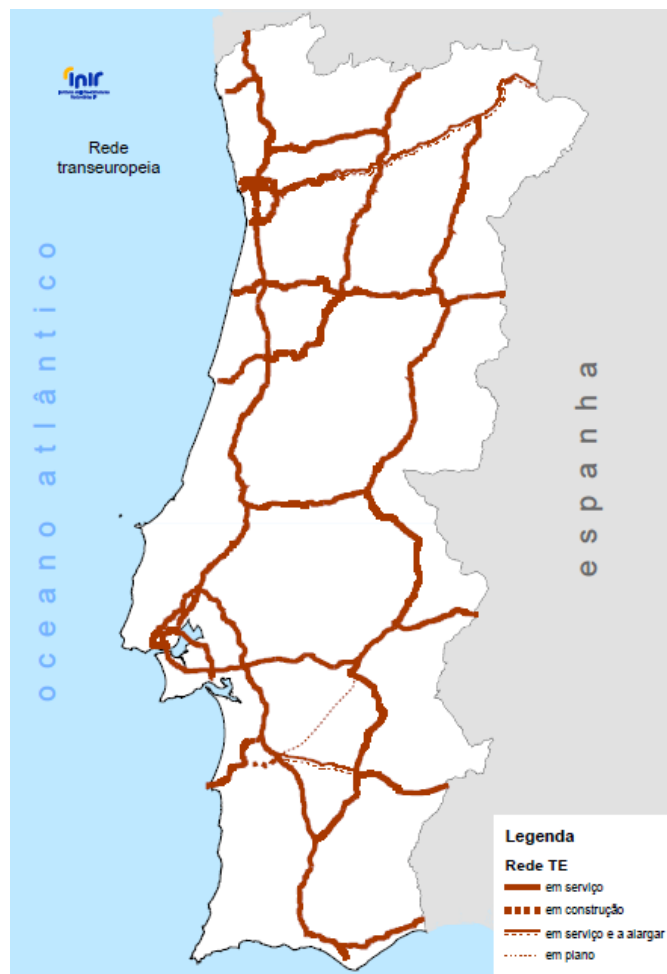 inir
Rede
transeuropeia
oceano atlântico
espanha
Legenda
Rede TE
em serviço
em construção
em serviço e a alargar
em plano